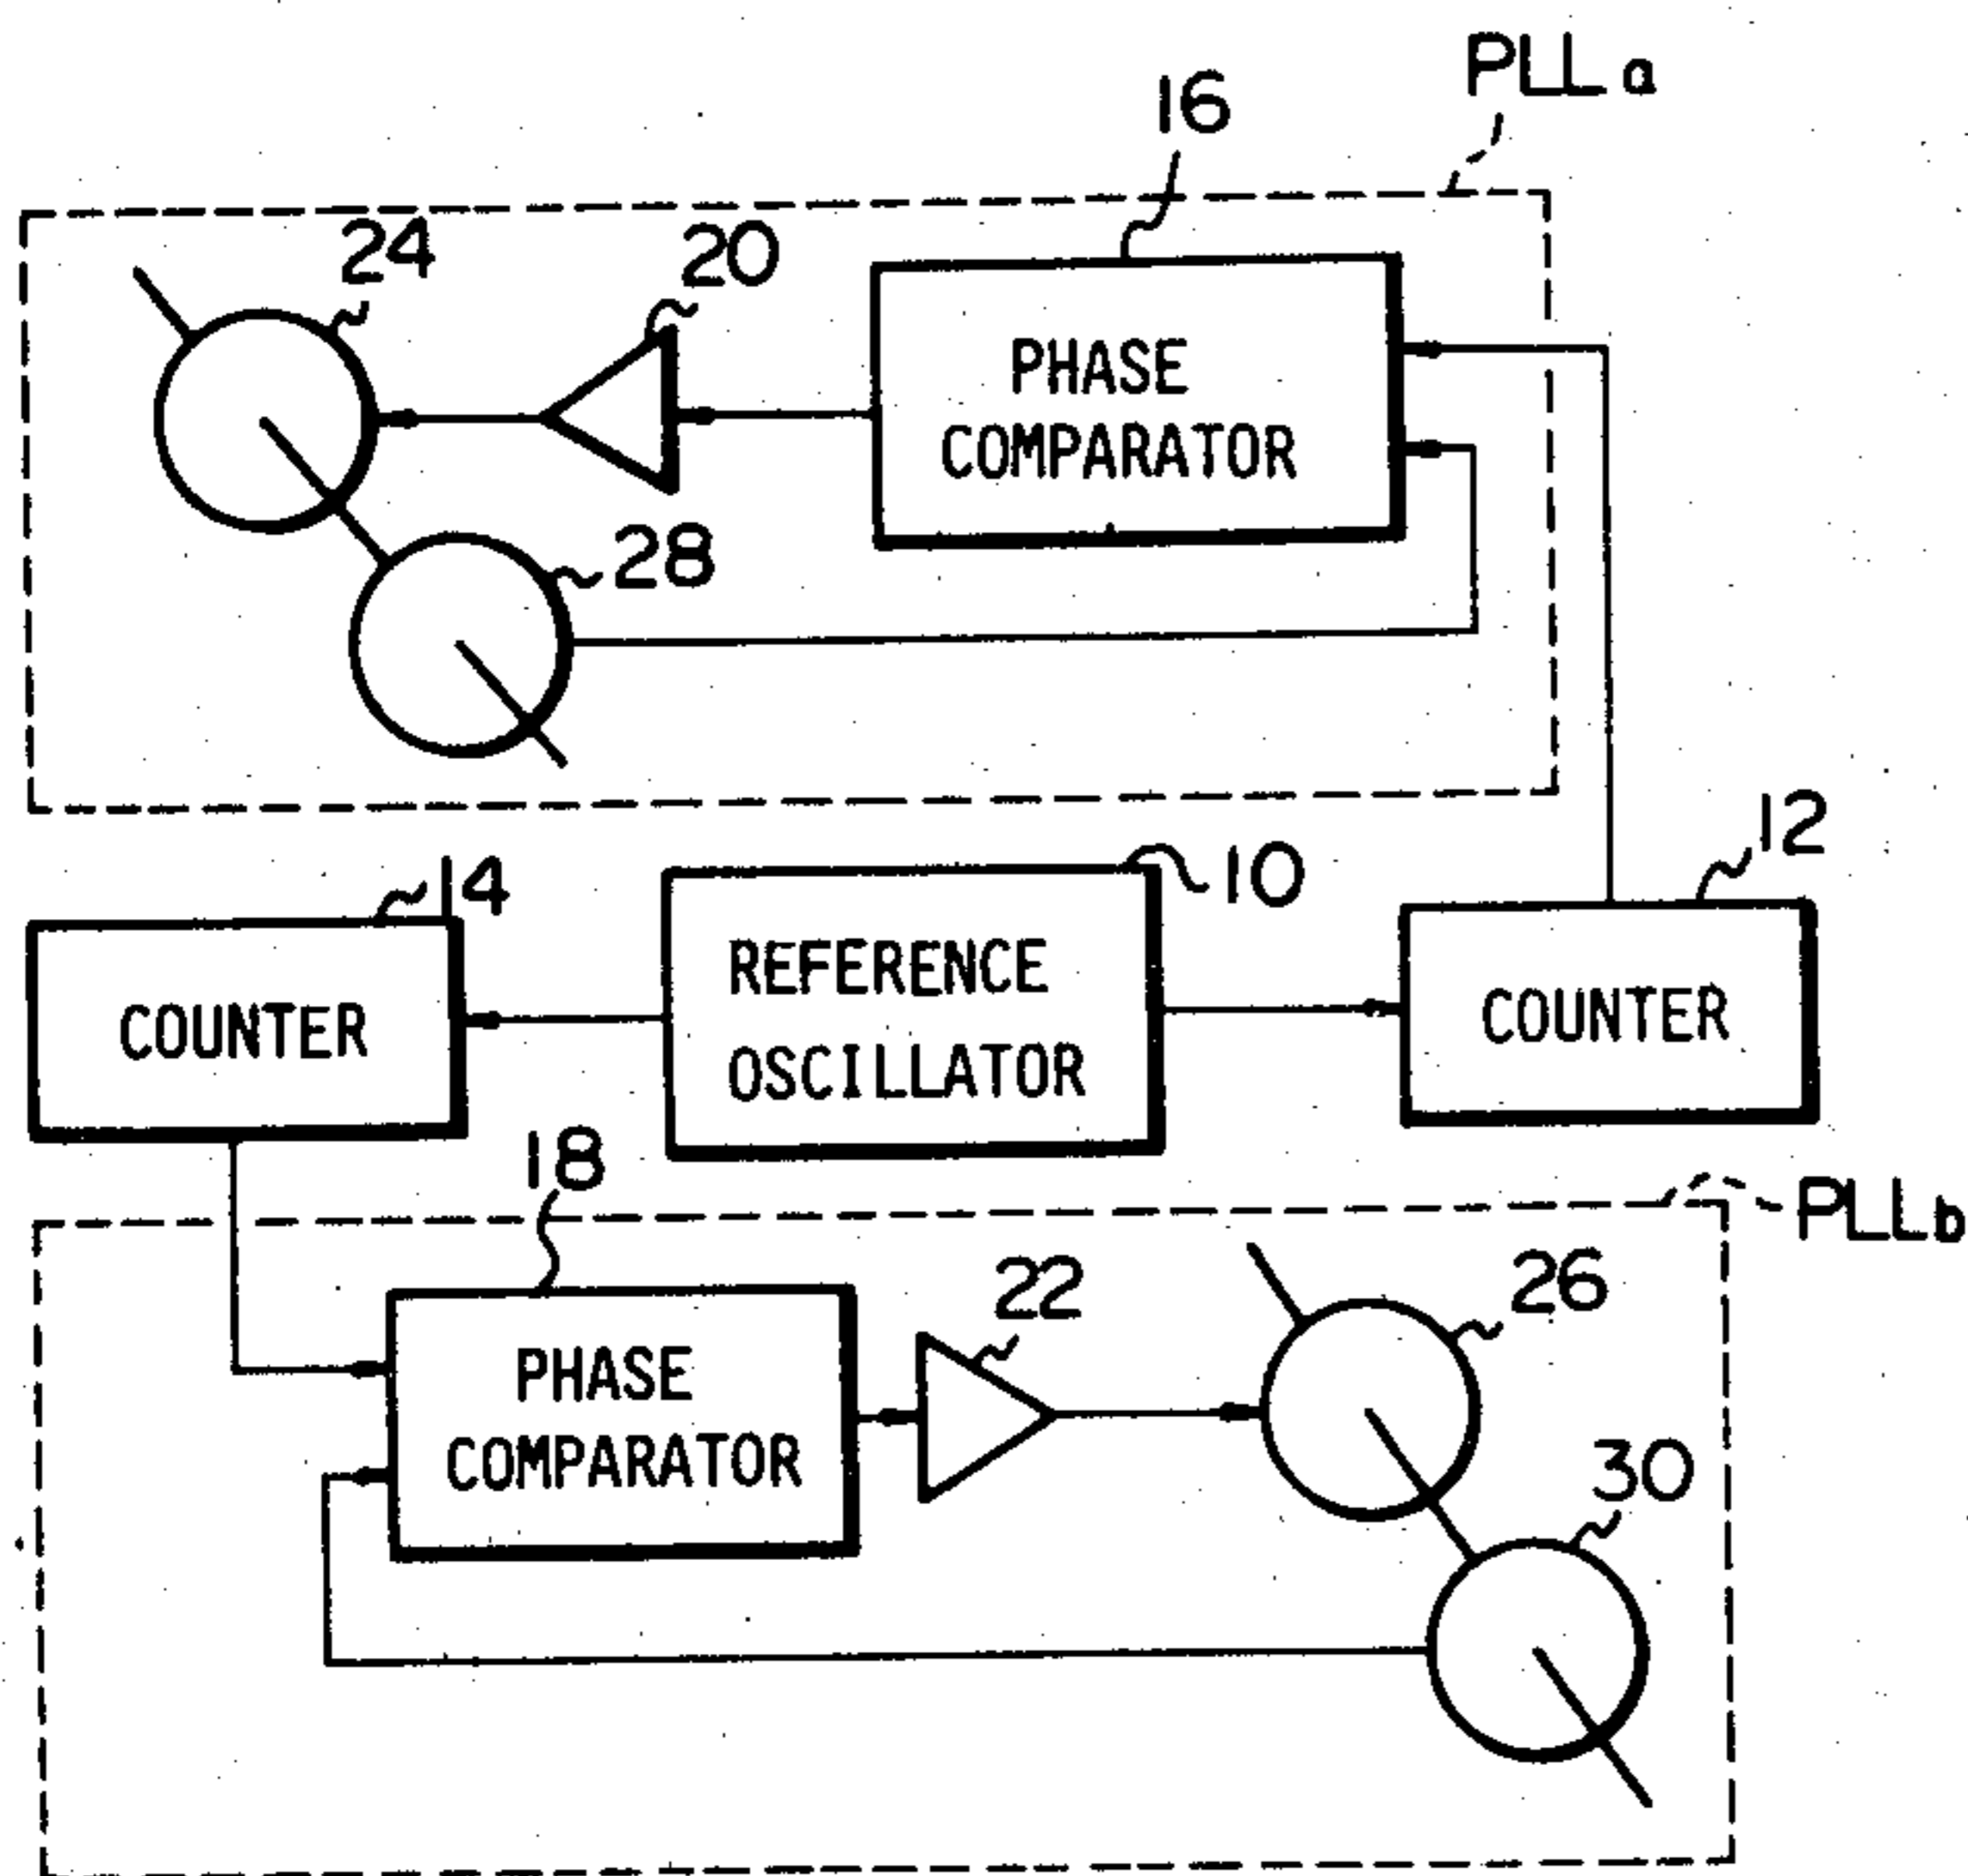 PLLa
16
24
20
PHASE
COMPARATOR
28
12
14
10
COUNTER
REFERENCE
OSCILLATOR
COUNTER
18
PLLb
22
26
PHASE
COMPARATOR
30